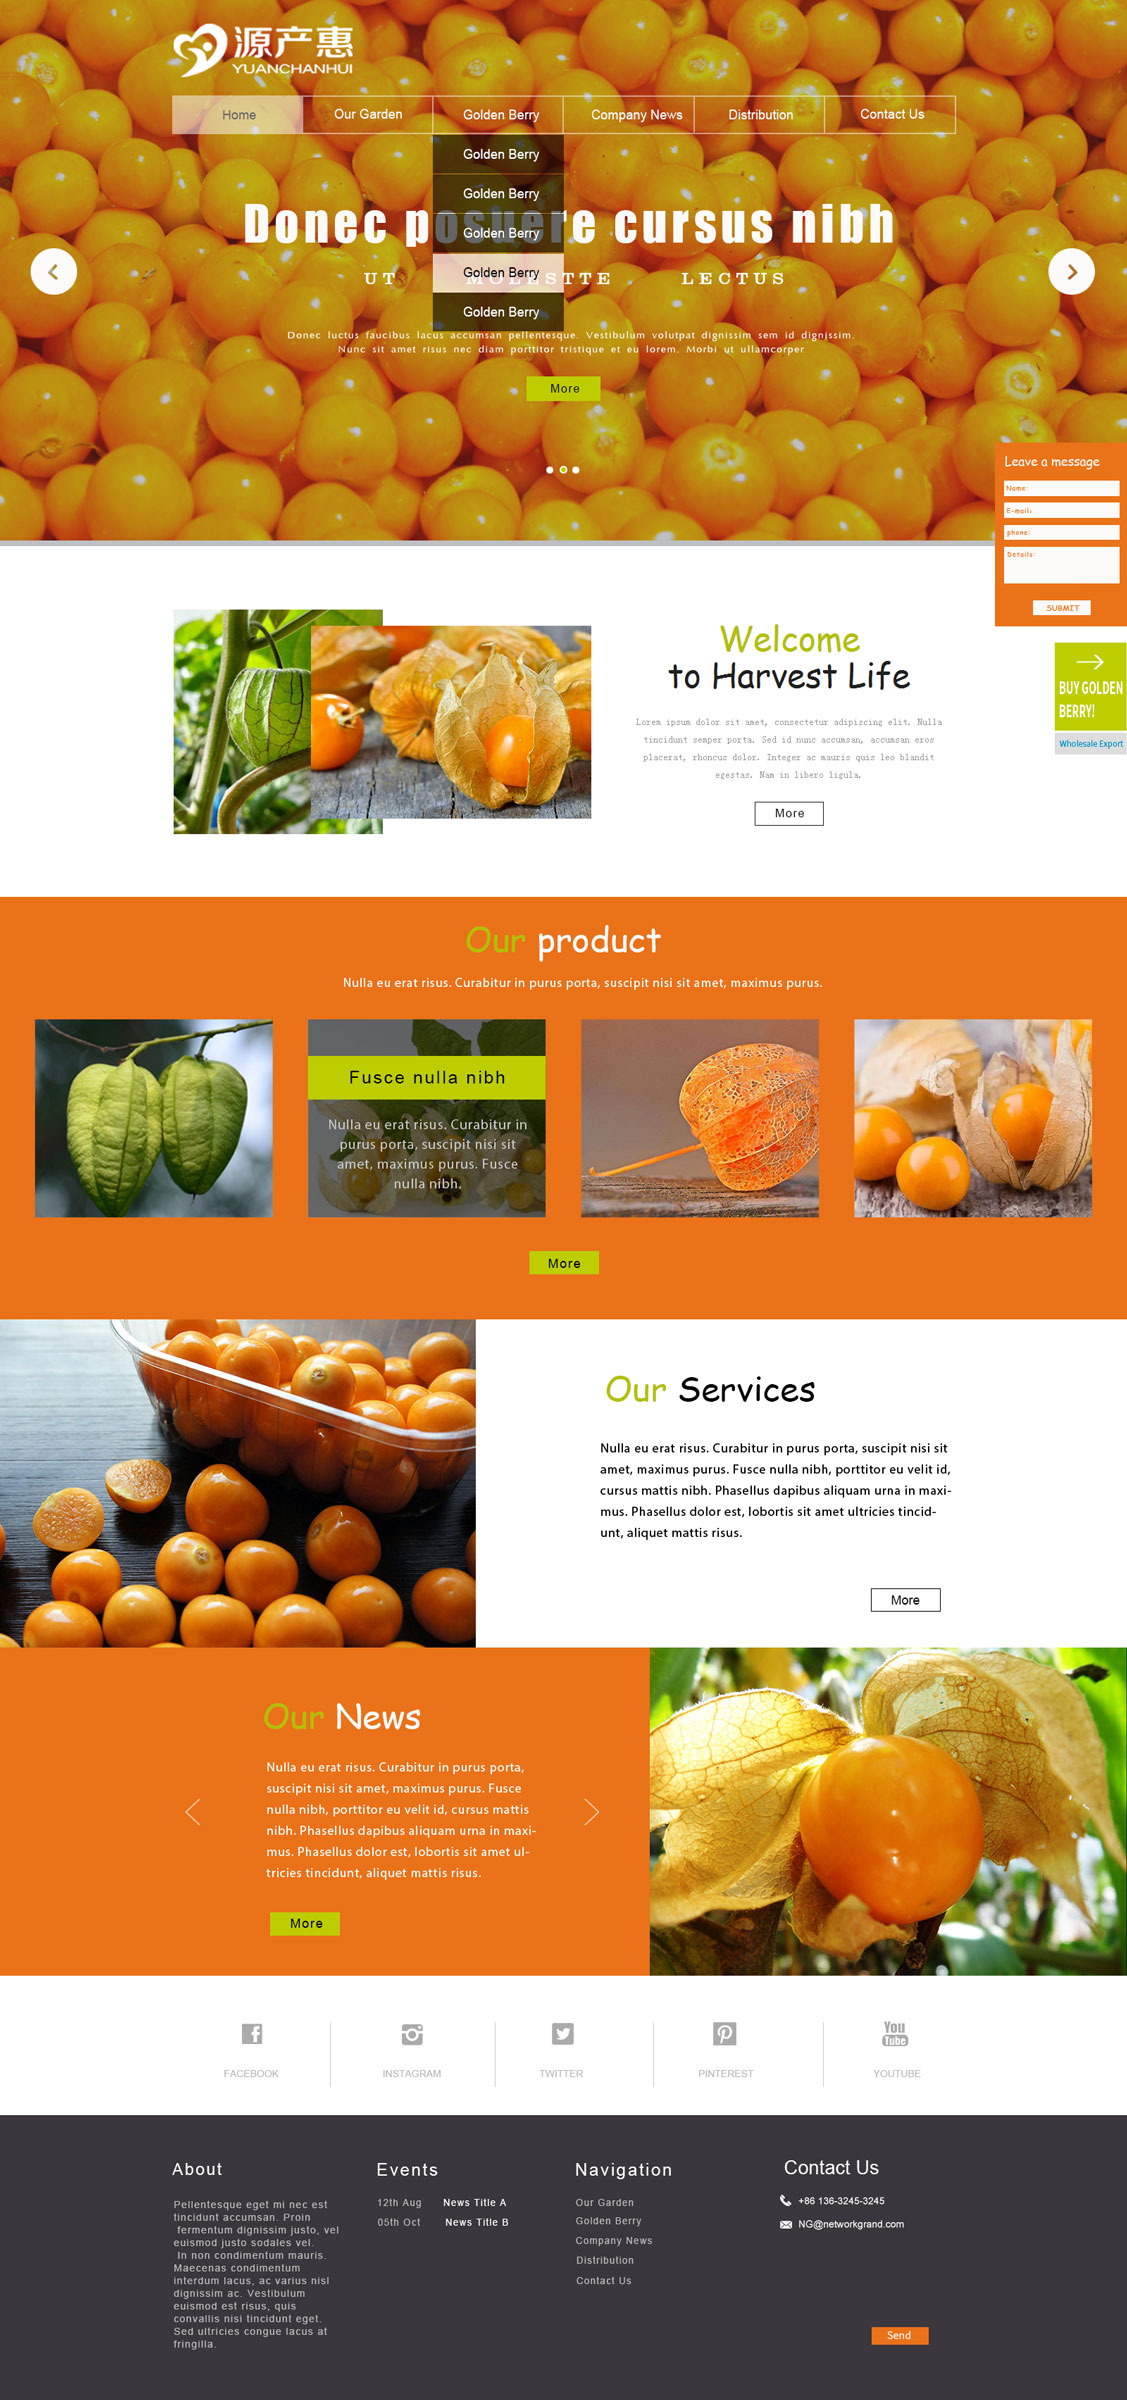 源产惠
YUANCHANHUI
Home
Our Garden
Golden Berry
Company News
Distribution
Contact Us
Golden Berry
Golden Berry
Golden Berry
Golden Berry
Golden Berry
Donec posuere cursus nibh
UT MOLESTTE LECTUS
Donec luctus faucibus lacus accumsan pellentesque. Vestibulum volutpat dignissim sem id dignissim.
Nunc sit amet risus nec diam porttitor tristique et eu lorem. Morbi ut ullamcorper
More
Leave a message
Name:
E-mail:
phone:
Details:
SUBMIT
BUY GOLDEN
BERRY!
Wholesale Export
Welcome
to Harvest Life
Lorem ipsum dolor sit amet, consectetur adipiscing elit. Nulla
tincidunt semper porta. Sed id nunc accumsan, accumsan eros
placerat, rhoncus dolor. Integer ac mauris quis leo blandit
egestas. Nam in libero ligula.
More
Our product
Nulla eu erat risus. Curabitur in purus porta, suscipit nisi sit amet, maximus purus.
Fusce nulla nibh
Nulla eu erat risus. Curabitur in
purus porta, suscipit nisi sit
amet, maximus purus. Fusce
nulla nibh.
More
Our Services
Nulla eu erat risus. Curabitur in purus porta, suscipit nisi sit
amet, maximus purus. Fusce nulla nibh, porttitor eu velit id,
cursus mattis nibh. Phasellus dapibus aliquam urna in maxi-
mus. Phasellus dolor est, lobortis sit amet ultricies tincid-
unt, aliquet mattis risus.
More
Our News
Nulla eu erat risus. Curabitur in purus porta,
suscipit nisi sit amet, maximus purus. Fusce
nulla nibh, porttitor eu velit id, cursus mattis
nibh. Phasellus dapibus aliquam urna in maxi-
mus. Phasellus dolor est, lobortis sit amet ul-
tricies tincidunt, aliquet mattis risus.
More
You
Tube
FACEBOOK
INSTAGRAM
TWITTER
PINTEREST
YOUTUBE
About
Pellentesque eget mi nec est
tincidunt accumsan. Proin
fermentum dignissim justo, vel
euismod justo sodales vel.
In non condimentum mauris.
Maecenas condimentum
interdum lacus, ac varius nisl
dignissim ac. Vestibulum
euismod est risus, quis
convallis nisi tincidunt eget.
Sed ultricies congue lacus at
fringilla.
Events
12th Aug News Title A
05th Oct News Title B
Navigation
Our Garden
Golden Berry
Company News
Distribution
Contact Us
Contact Us
+86 136-3245-3245
NG@networkgrand.com
Send